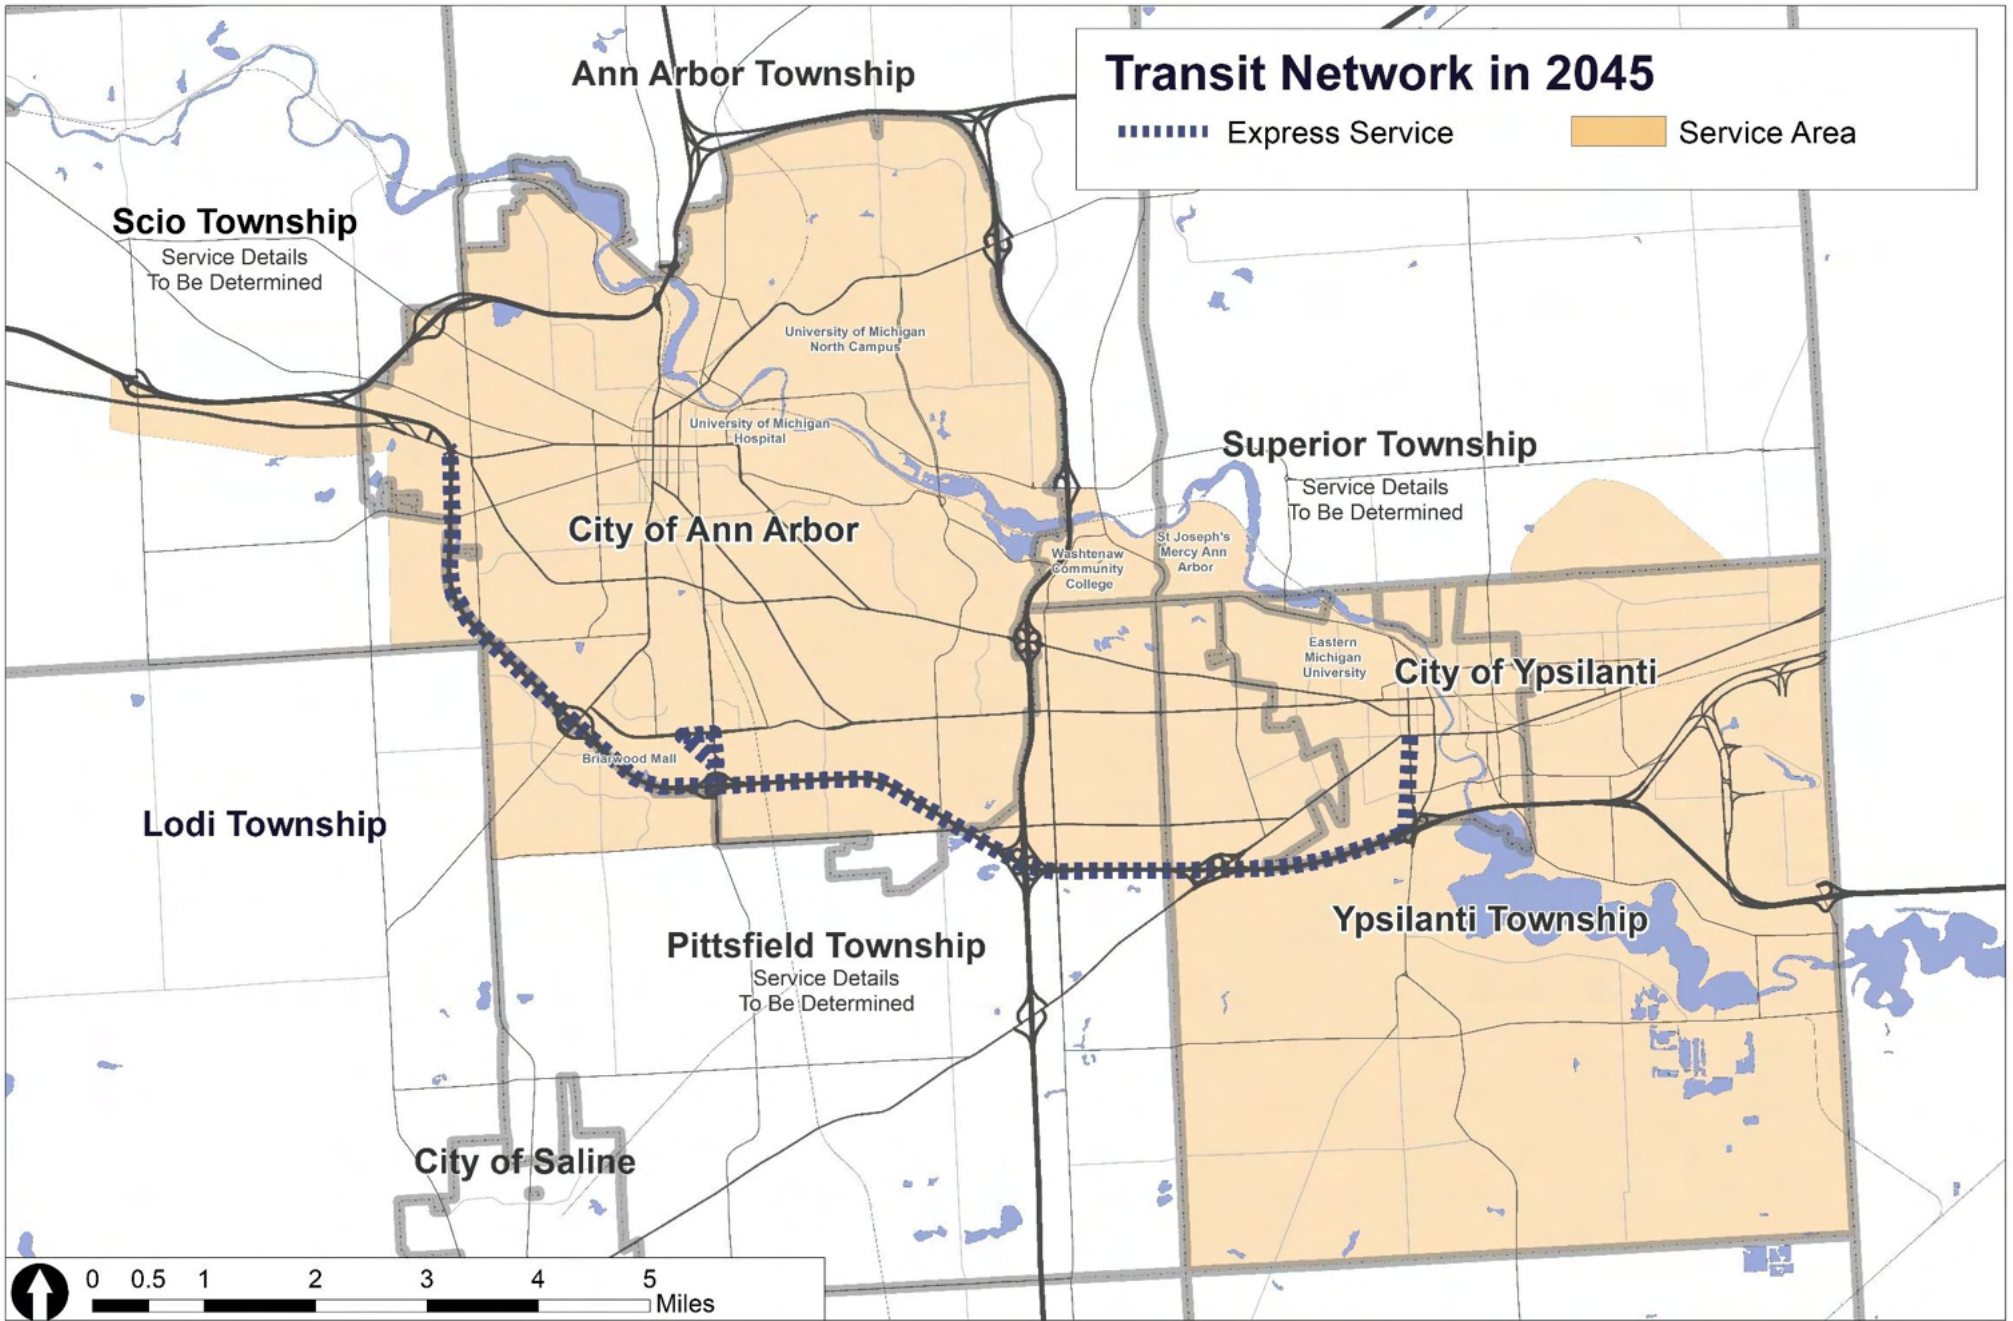 Transit Network in 2045
Express Service
Service Area
Ann Arbor Township
Scio Township
Service Details
To Be Determined
University of Michigan
North Campus
University of Michigan
Hospital
Superior Township
Service Details
To Be Determined
City of Ann Arbor
Washtenaw
Community
College
St Joseph's
Mercy Ann
Arbor
Eastern
Michigan
University
City of Ypsilanti
Briarwood Mall
Lodi Township
Ypsilanti Township
Pittsfield Township
Service Details
To Be Determined
City of Saline
0 0.5 1 2 3 4 5
Miles